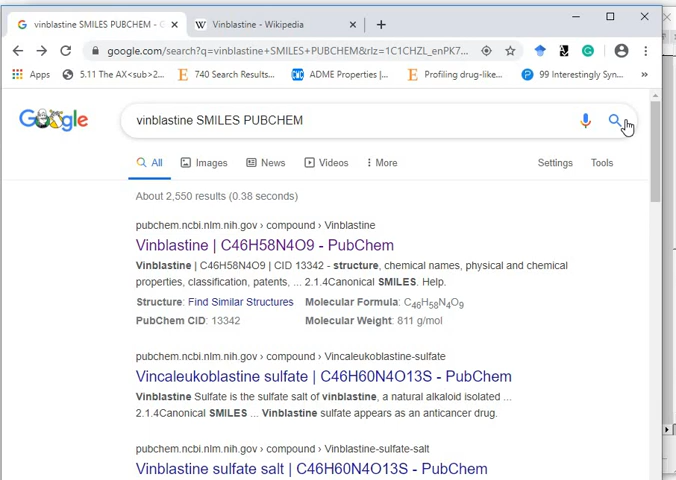 vinblastine SMILES PUBCHEM - G
Vinblastine - Wikipedia
google.com/search?q=vinblastine+SMILES+PUBCHEM&rlz=1C1CHZL_enPK7...
Apps
5.11 The AX<sub>2...
740 Search Results...
ADME Properties |...
Profiling drug-like...
99 Interestingly Syn...
»
Google
vinblastine SMILES PUBCHEM
All
Images
News
Videos
More
Settings
Tools
About 2,550 results (0.38 seconds)
pubchem.ncbi.nlm.nih.gov › compound › Vinblastine
Vinblastine | C46H58N4O9 - PubChem
Vinblastine | C46H58N4O9 | CID 13342 - structure, chemical names, physical and chemical
properties, classification, patents, ... 2.1.4Canonical SMILES. Help.
Structure: Find Similar Structures Molecular Formula: C₄₆H₅₈N₄O₉
PubChem CID: 13342 Molecular Weight: 811 g/mol
pubchem.ncbi.nlm.nih.gov › compound › Vincaleukoblastine-sulfate
Vincaleukoblastine sulfate | C46H60N4O13S - PubChem
Vinblastine Sulfate is the sulfate salt of vinblastine, a natural alkaloid isolated ...
2.1.4Canonical SMILES ... Vinblastine sulfate appears as an anticancer drug.
pubchem.ncbi.nlm.nih.gov › compound › Vinblastine-sulfate-salt
Vinblastine sulfate salt | C46H60N4O13S - PubChem